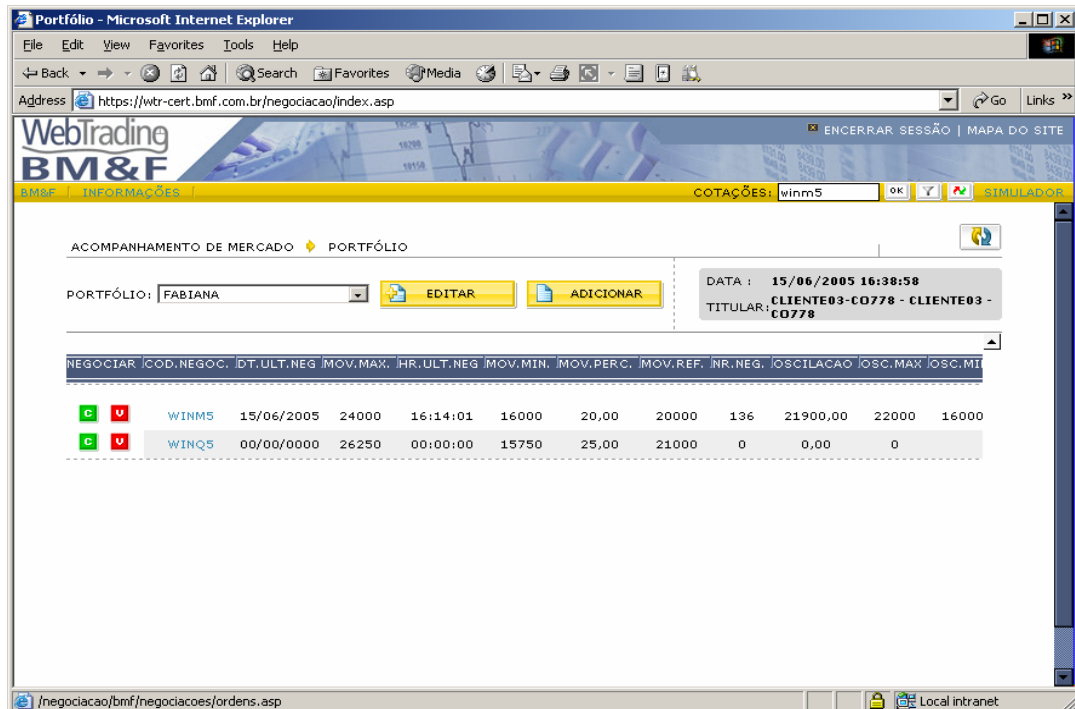 Portfólio - Microsoft Internet Explorer
File Edit View Favorites Tools Help
Back Search Favorites Media
Address https://wtr-cert.bmf.com.br/negociacao/index.asp Go Links »
WebTrading
BM&F
ENCERRAR SESSÃO | MAPA DO SITE
BM&F INFORMAÇÕES COTAÇÕES: winm5 OK SIMULADOR
ACOMPANHAMENTO DE MERCADO PORTFÓLIO
PORTFÓLIO: FABIANA EDITAR ADICIONAR
DATA : 15/06/2005 16:38:58
TITULAR: CLIENTE03-CO778 - CLIENTE03 -
CO778
NEGOCIAR COD.NEGOC. DT.ULT.NEG MOV.MAX. HR.ULT.NEG MOV.MIN. MOV.PERC. MOV.REF. NR.NEG. OSCILACAO OSC.MAX OSC.MI
C V WINM5 15/06/2005 24000 16:14:01 16000 20,00 20000 136 21900,00 22000 16000
C V WINQ5 00/00/0000 26250 00:00:00 15750 25,00 21000 0 0,00 0
/negociacao/bmf/negociacoes/ordens.asp Local intranet